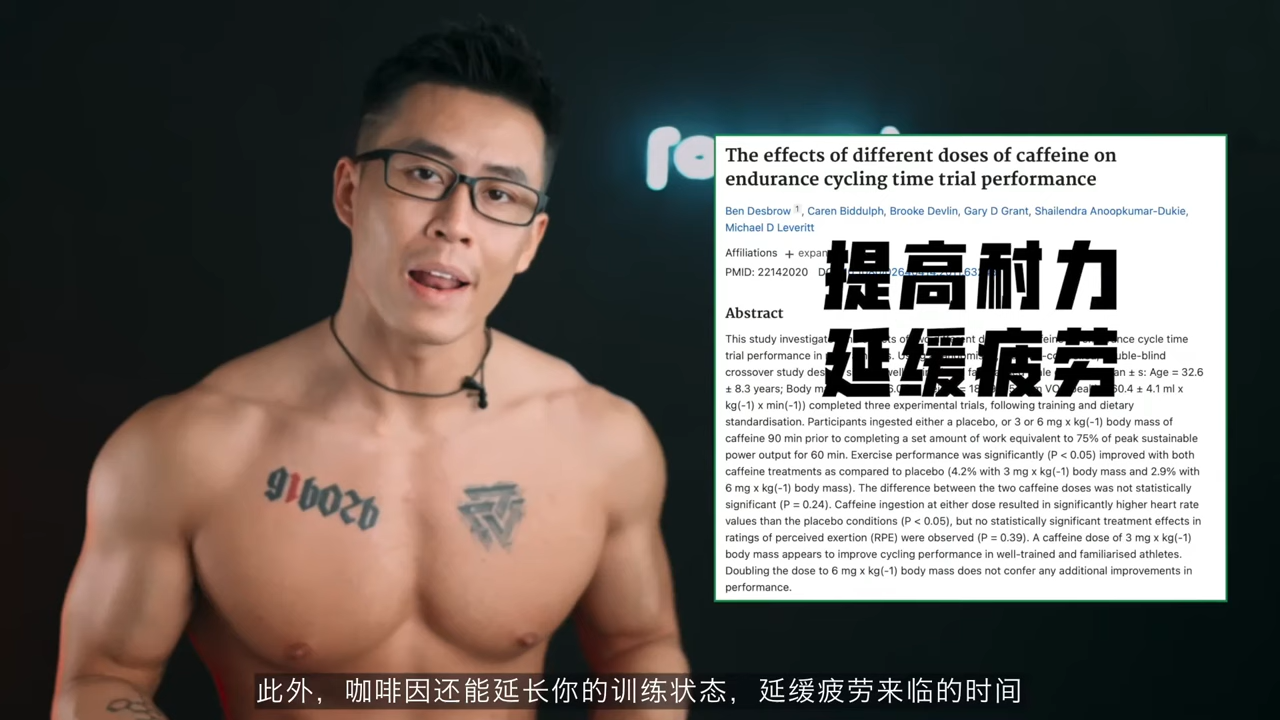 The effects of different doses of caffeine on
endurance cycling time trial performance
Ben Desbrow 1, Caren Biddulph, Brooke Devlin, Gary D Grant, Shailendra Anoopkumar-Dukie,
Michael D Leveritt
Affiliations + expan
PMID: 22142020
提高耐力
延缓疲劳
Abstract
This study investigat
trial performance in
crossover study
± 8.3 years; Body
kg(-1) x min(-1)) completed three experimental trials, following training and dietary
standardisation. Participants ingested either a placebo, or 3 or 6 mg x kg(-1) body mass of
caffeine 90 min prior to completing a set amount of work equivalent to 75% of peak sustainable
power output for 60 min. Exercise performance was significantly (P < 0.05) improved with both
caffeine treatments as compared to placebo (4.2% with 3 mg x kg(-1) body mass and 2.9% with
6 mg x kg(-1) body mass). The difference between the two caffeine doses was not statistically
significant (P = 0.24). Caffeine ingestion at either dose resulted in significantly higher heart rate
values than the placebo conditions (P < 0.05), but no statistically significant treatment effects in
ratings of perceived exertion (RPE) were observed (P = 0.39). A caffeine dose of 3 mg x kg(-1)
body mass appears to improve cycling performance in well-trained and familiarised athletes.
Doubling the dose to 6 mg x kg(-1) body mass does not confer any additional improvements in
performance.
此外，咖啡因还能延长你的训练状态，延缓疲劳来临的时间